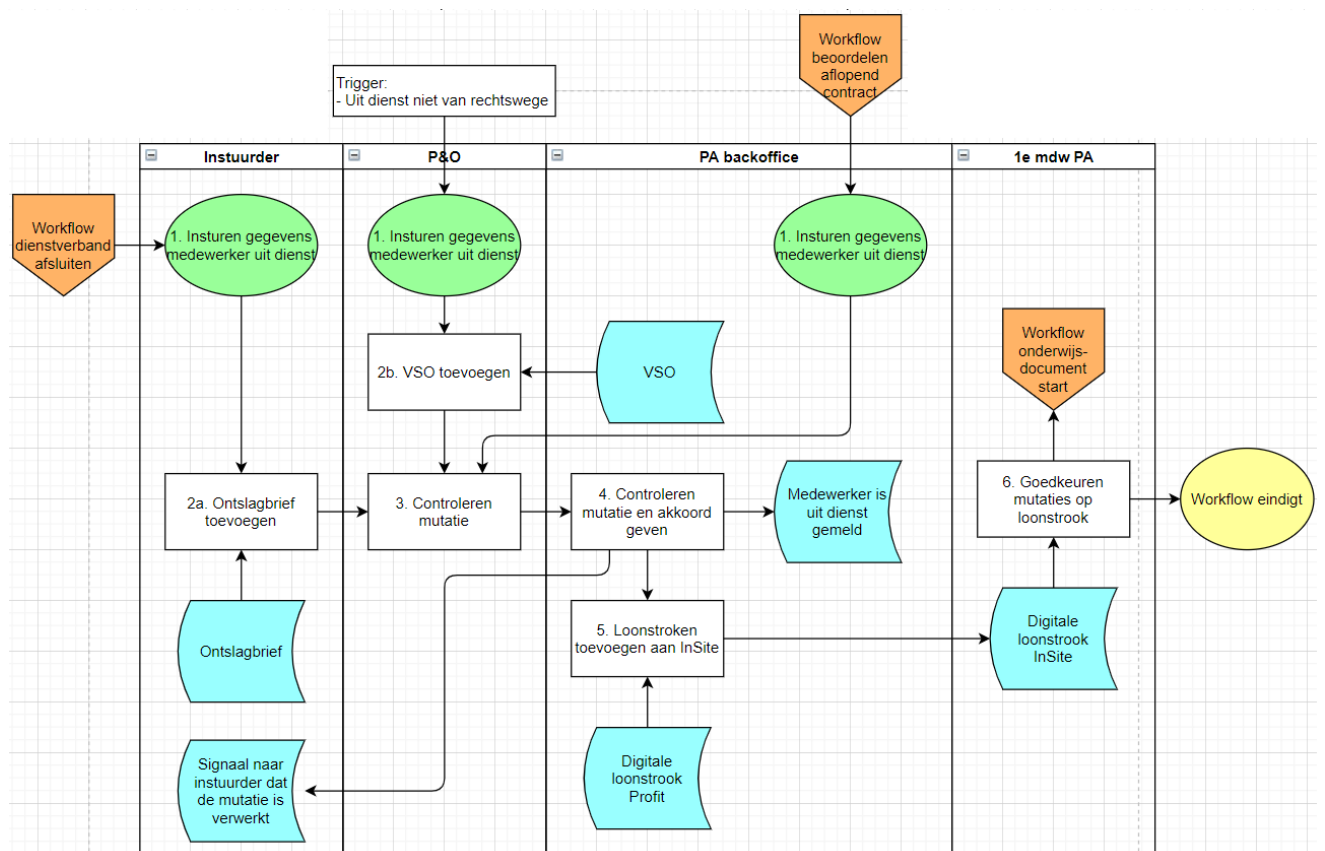 Workflow
beoordelen
aflopend
contract
Trigger:
- Uit dienst niet van rechtswege
Instuurder
P&O
PA backoffice
1e mdw PA
Workflow
dienstverband
afsluiten
1. Insturen gegevens
medewerker uit dienst
1. Insturen gegevens
medewerker uit dienst
1. Insturen gegevens
medewerker uit dienst
2b. VSO toevoegen
VSO
Workflow
onderwijs-
document
start
2a. Ontslagbrief
toevoegen
3. Controleren
mutatie
4. Controleren
mutatie en akkoord
geven
Medewerker is
uit dienst
gemeld
6. Goedkeuren
mutaties op
loonstrook
Workflow eindigt
Ontslagbrief
5. Loonstroken
toevoegen aan InSite
Digitale
loonstrook
InSite
Signaal naar
instuurder dat
de mutatie is
verwerkt
Digitale
loonstrook
Profit